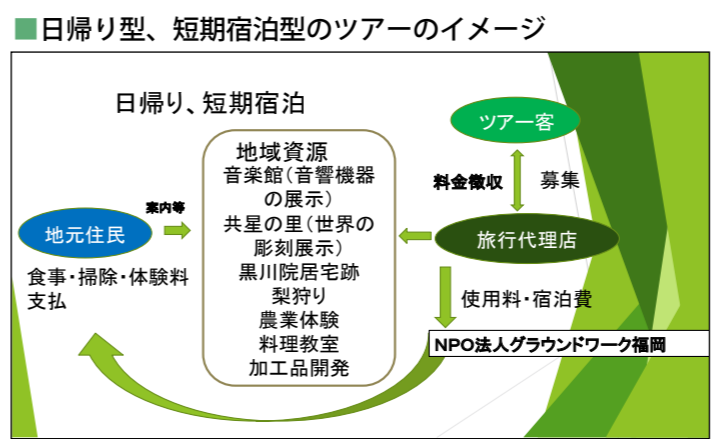 ■日帰り型、短期宿泊型のツアーのイメージ
日帰り、短期宿泊
ツアー客
料金徴収
募集
旅行代理店
地域資源
音楽館（音響機器
の展示）
共星の里（世界の
彫刻展示）
黒川院居宅跡
梨狩り
農業体験
料理教室
加工品開発
案内等
地元住民
食事・掃除・体験料
支払
使用料・宿泊費
NPO法人グラウンドワーク福岡